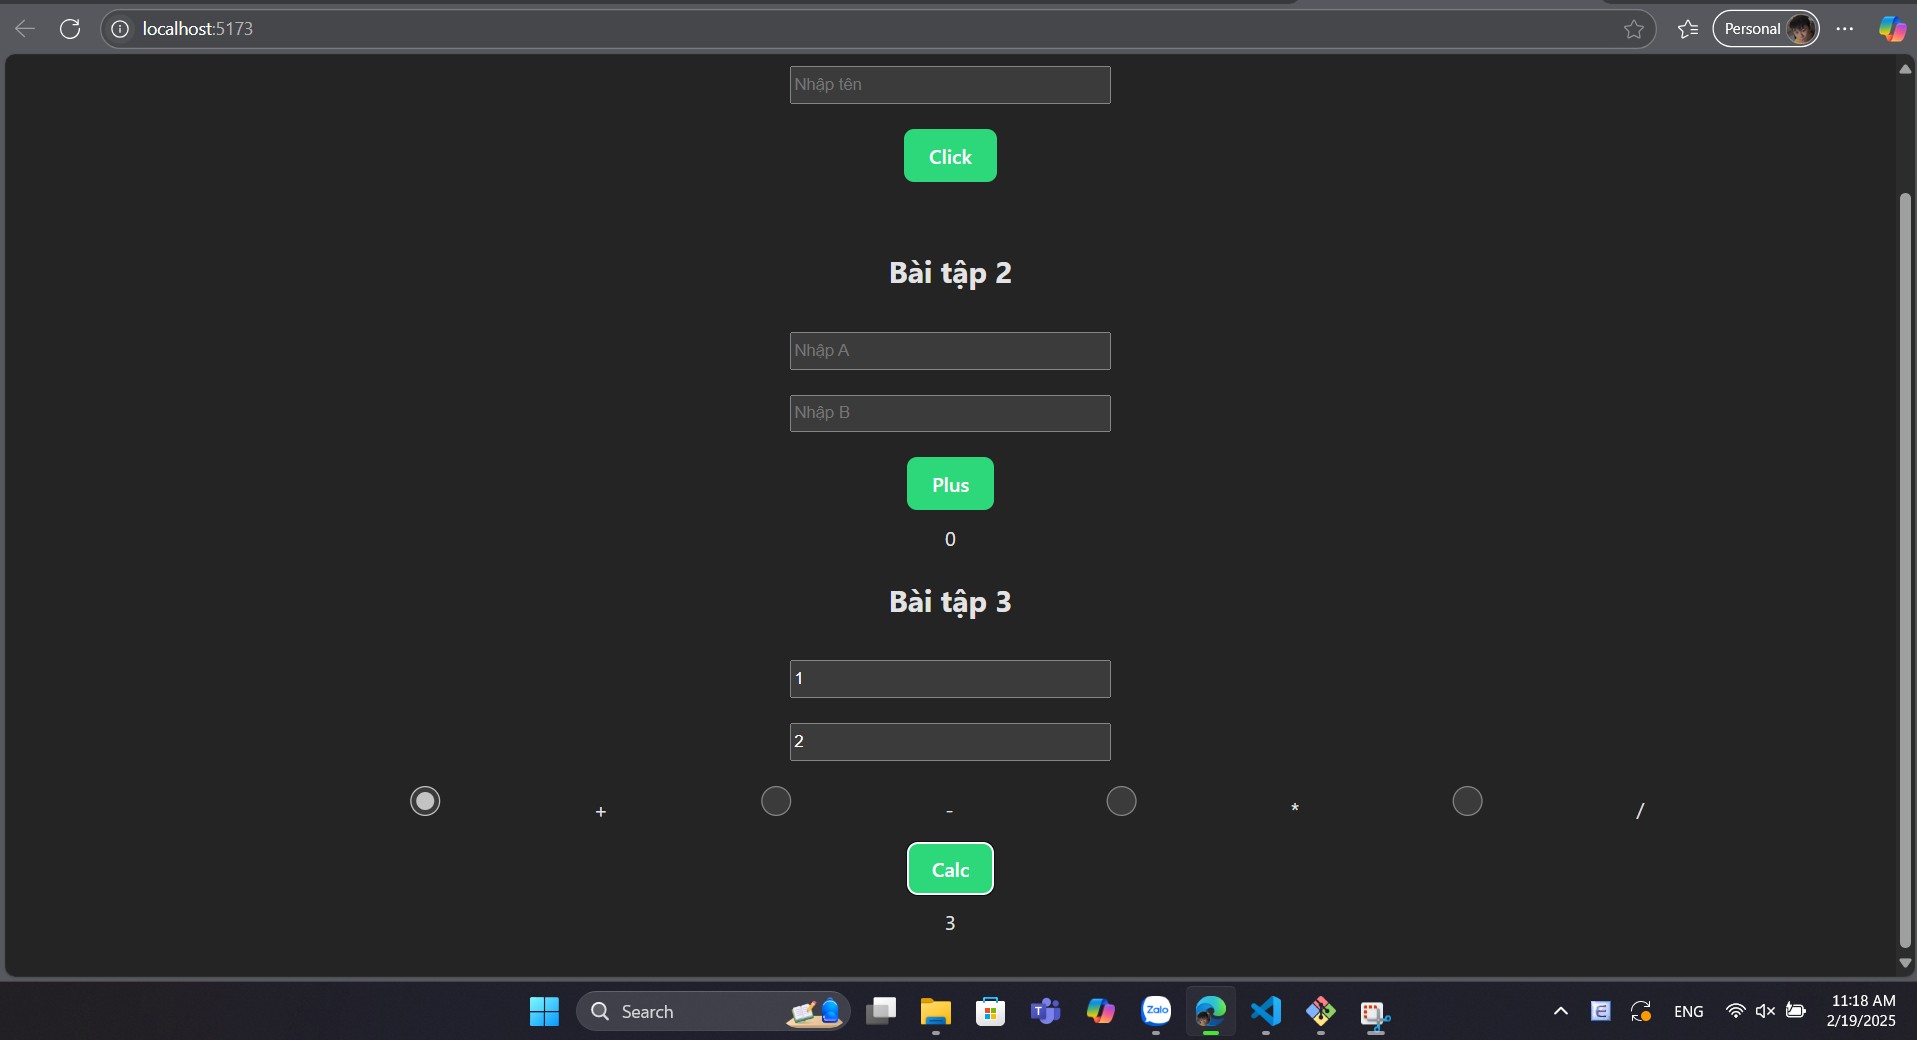 localhost:5173
Personal
Nhập tên
Click
Bài tập 2
Nhập A
Nhập B
Plus
0
Bài tập 3
1
2
+ - * /
Calc
3
Search
Zalo
ENG
11:18 AM
2/19/2025